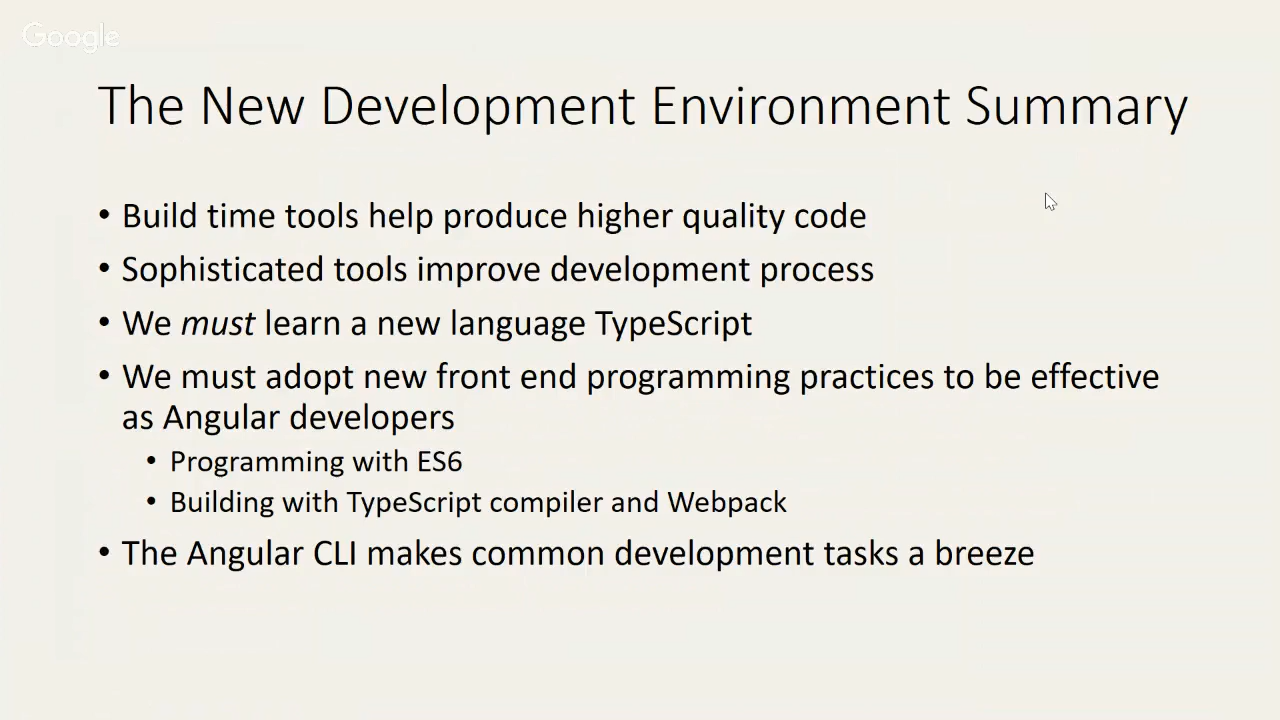 Google
The New Development Environment Summary
• Build time tools help produce higher quality code
• Sophisticated tools improve development process
• We must learn a new language TypeScript
• We must adopt new front end programming practices to be effective
as Angular developers
• Programming with ES6
• Building with TypeScript compiler and Webpack
• The Angular CLI makes common development tasks a breeze